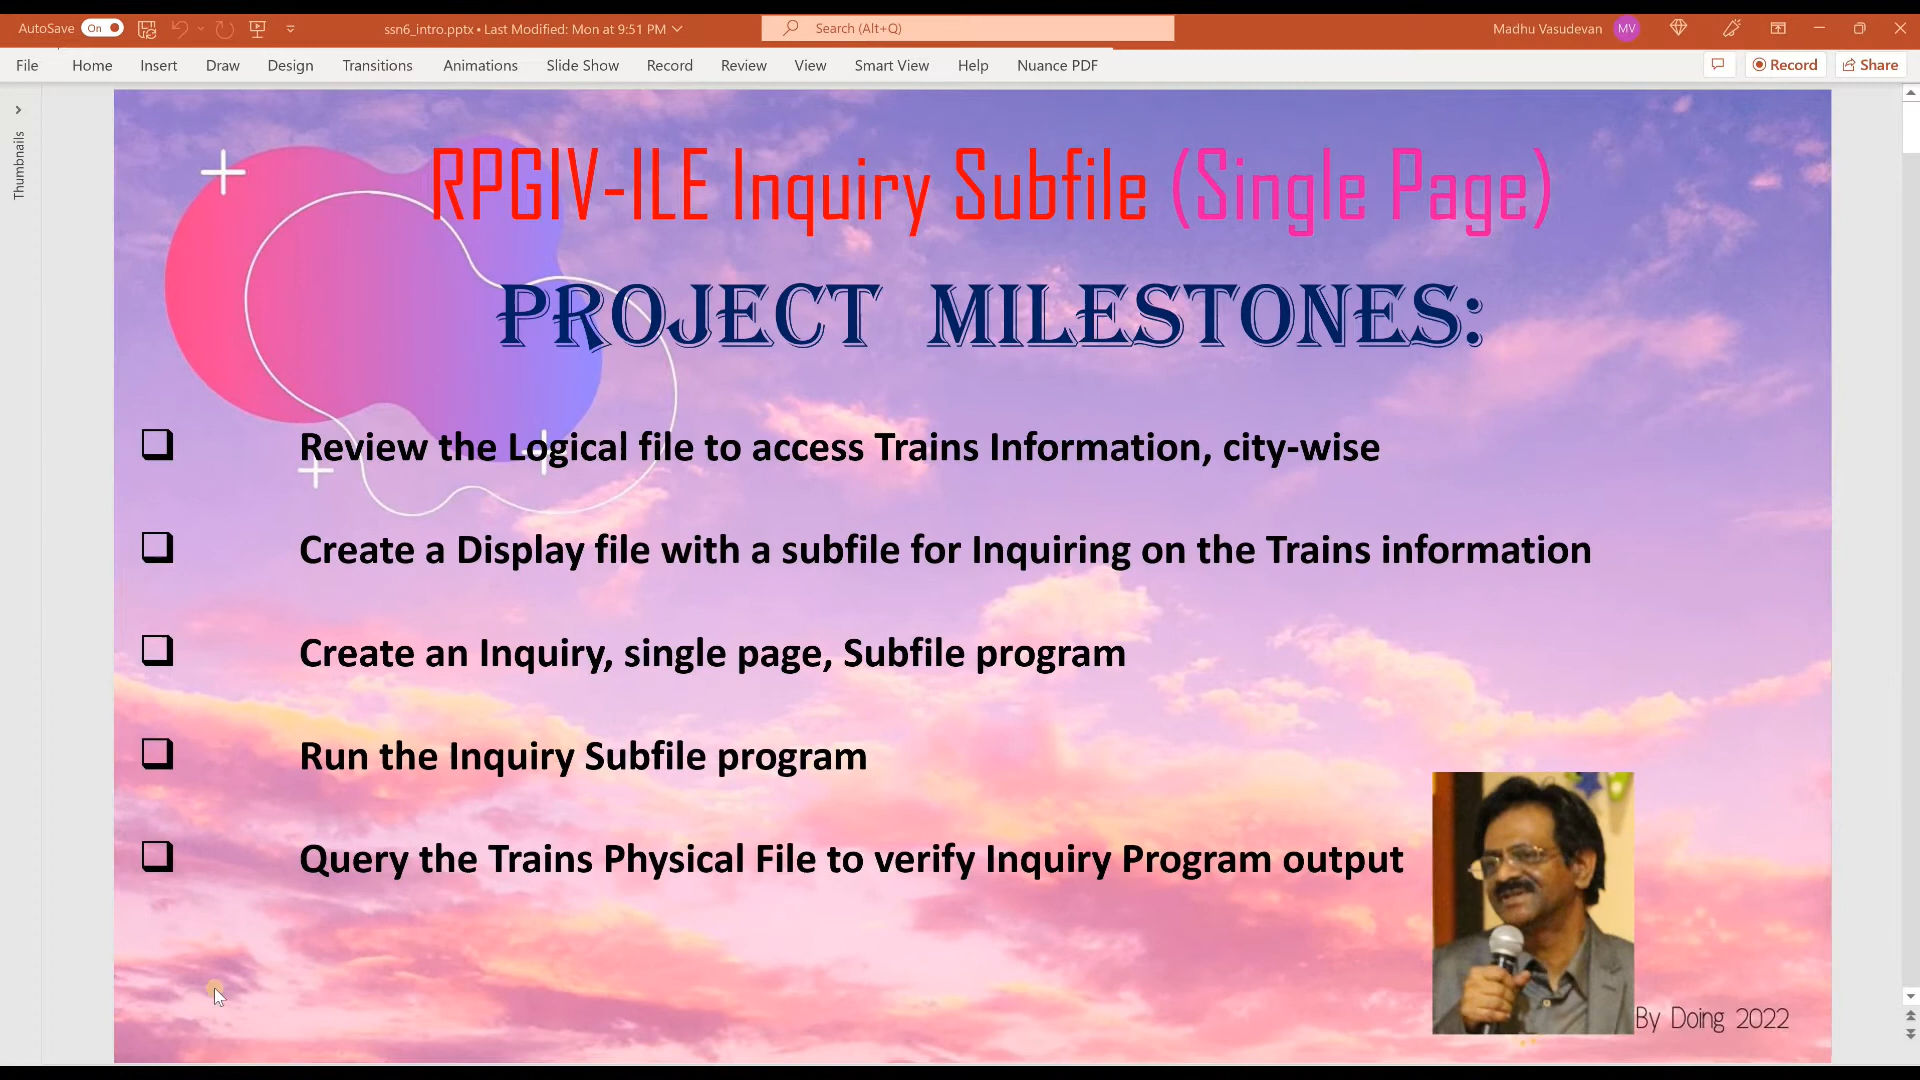 AutoSave On ssn6_intro.pptx • Last Modified: Mon at 9:51 PM Search (Alt+Q) Madhu Vasudevan MV
File Home Insert Draw Design Transitions Animations Slide Show Record Review View Smart View Help Nuance PDF Record Share
Thumbnails
RPGIV-ILE Inquiry Subfile (Single Page)
PROJECT MILESTONES:
Review the Logical file to access Trains Information, city-wise
Create a Display file with a subfile for Inquiring on the Trains information
Create an Inquiry, single page, Subfile program
Run the Inquiry Subfile program
Query the Trains Physical File to verify Inquiry Program output
By Doing 2022